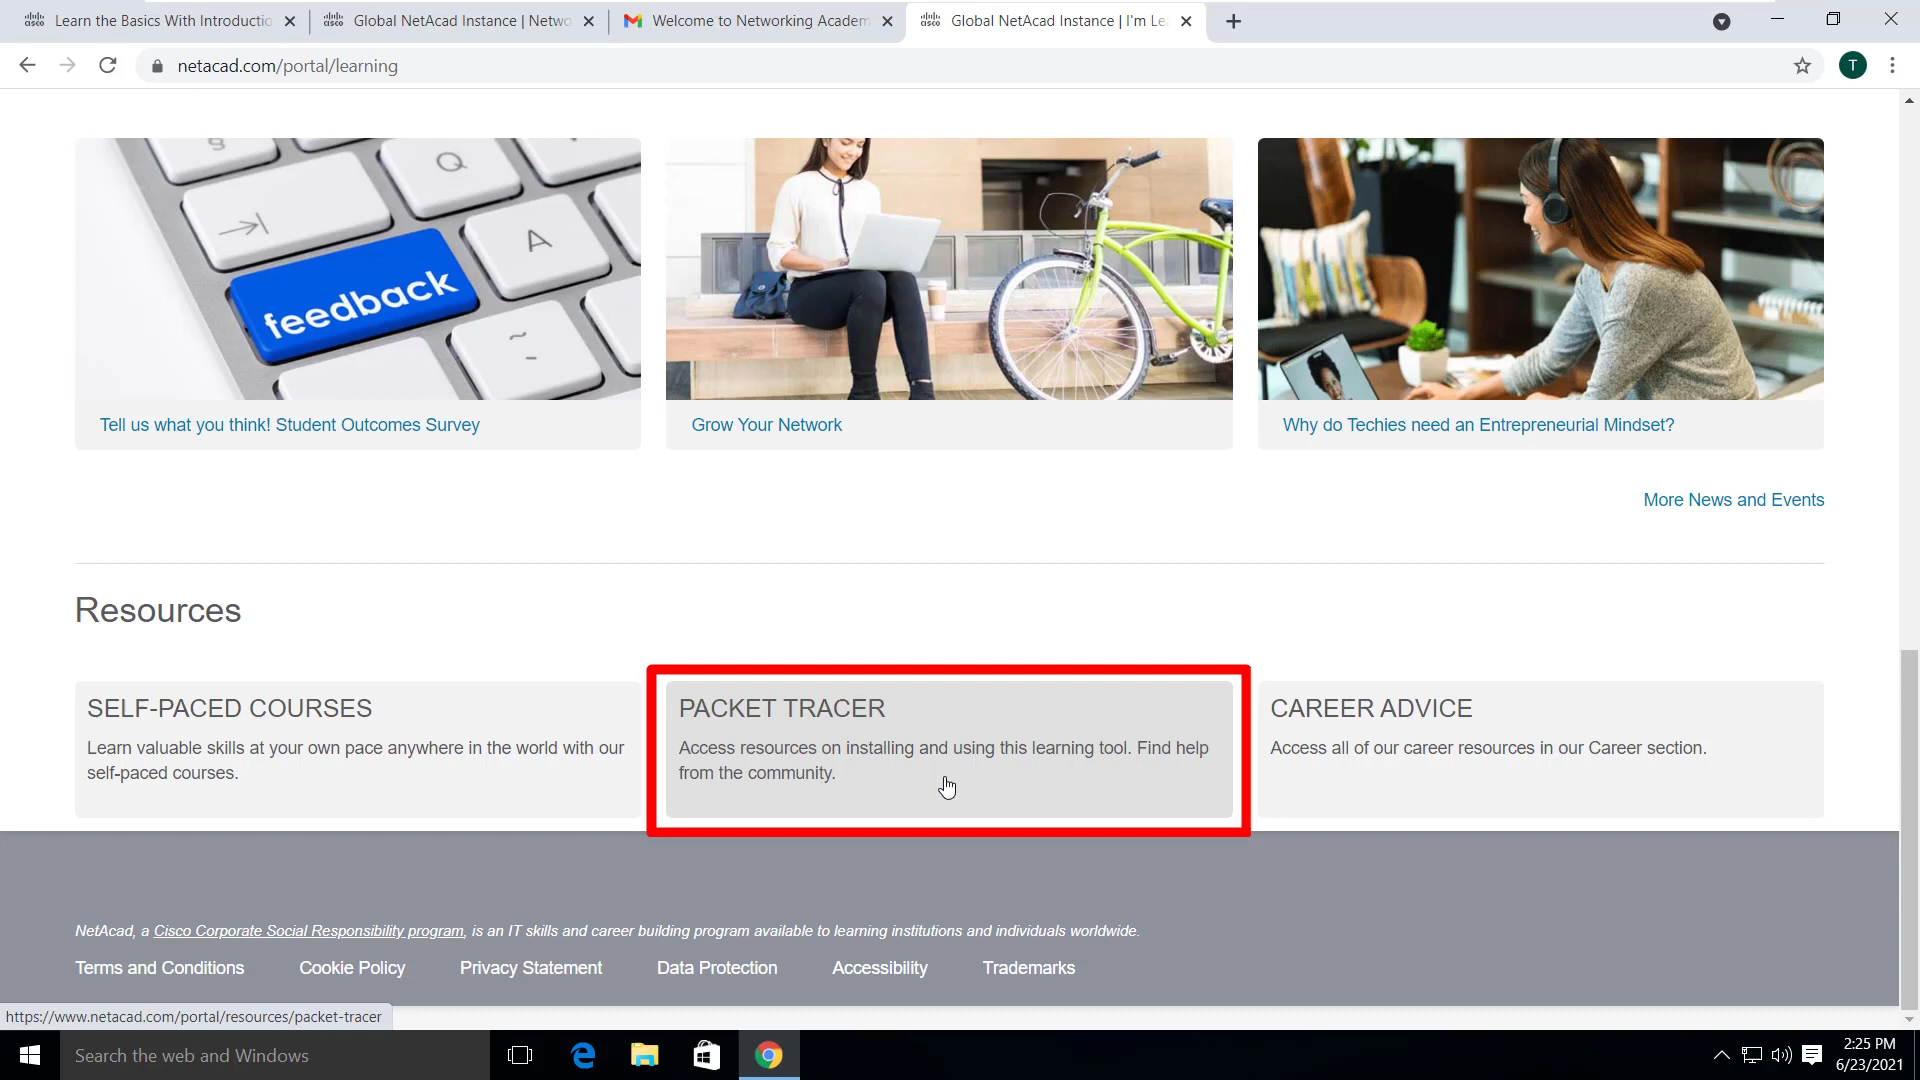 Learn the Basics With Introductio
Global NetAcad Instance | Netwo
Welcome to Networking Academ
Global NetAcad Instance | I'm Le
netacad.com/portal/learning
T
cisco
cisco
cisco
g
Q
A
feedback
~
-
Tell us what you think! Student Outcomes Survey
Grow Your Network
Why do Techies need an Entrepreneurial Mindset?
More News and Events
Resources
SELF-PACED COURSES
Learn valuable skills at your own pace anywhere in the world with our
self-paced courses.
PACKET TRACER
Access resources on installing and using this learning tool. Find help
from the community.
CAREER ADVICE
Access all of our career resources in our Career section.
NetAcad, a Cisco Corporate Social Responsibility program, is an IT skills and career building program available to learning institutions and individuals worldwide.
Terms and Conditions
Cookie Policy
Privacy Statement
Data Protection
Accessibility
Trademarks
https://www.netacad.com/portal/resources/packet-tracer
Search the web and Windows
2:25 PM
6/23/2021